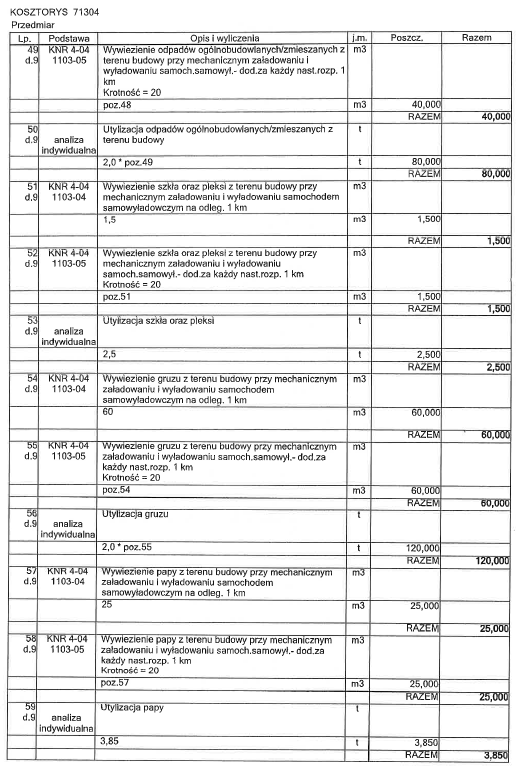 KOSZTORYS 71304
Przedmiar
Lp. Podstawa Opis i wyliczenia j.m. Poszcz. Razem
49 KNR 4-04 Wywiezienie odpadów ogólnobudowlanych/zmieszanych z m3
d.9 1103-05 terenu budowy przy mechanicznym załadowaniu i
wyładowaniu samoch.samowył.- dod.za każdy nast.rozp. 1
km
Krotność = 20
poz.48 m3 40,000
RAZEM 40,000
50 Utylizacja odpadów ogólnobudowlanych/zmieszanych z t
d.9 analiza terenu budowy
indywidualna
2,0 * poz.49 t 80,000
RAZEM 80,000
51 KNR 4-04 Wywiezienie szkła oraz pleksi z terenu budowy przy m3
d.9 1103-04 mechanicznym załadowaniu i wyładowaniu samochodem
samowyładowczym na odleg. 1 km
1,5 m3 1,500
RAZEM 1,500
52 KNR 4-04 Wywiezienie szkła oraz pleksi z terenu budowy przy m3
d.9 1103-05 mechanicznym załadowaniu i wyładowaniu
samoch.samowył.- dod.za każdy nast.rozp. 1 km
Krotność = 20
poz.51 m3 1,500
RAZEM 1,500
53 Utylizacja szkła oraz pleksi t
d.9 analiza
indywidualna
2,5 t 2,500
RAZEM 2,500
54 KNR 4-04 Wywiezienie gruzu z terenu budowy przy mechanicznym m3
d.9 1103-04 załadowaniu i wyładowaniu samochodem
samowyładowczym na odleg. 1 km
60 m3 60,000
RAZEM 60,000
55 KNR 4-04 Wywiezienie gruzu z terenu budowy przy mechanicznym m3
d.9 1103-05 załadowaniu i wyładowaniu samoch.samowył.- dod.za
każdy nast.rozp. 1 km
Krotność = 20
poz.54 m3 60,000
RAZEM 60,000
56 Utylizacja gruzu t
d.9 analiza
indywidualna
2,0 * poz.55 t 120,000
RAZEM 120,000
57 KNR 4-04 Wywiezienie papy z terenu budowy przy mechanicznym m3
d.9 1103-04 załadowaniu i wyładowaniu samochodem
samowyładowczym na odleg. 1 km
25 m3 25,000
RAZEM 25,000
58 KNR 4-04 Wywiezienie papy z terenu budowy przy mechanicznym m3
d.9 1103-05 załadowaniu i wyładowaniu samoch.samowył.- dod.za
każdy nast.rozp. 1 km
Krotność = 20
poz.57 m3 25,000
RAZEM 25,000
59 Utylizacja papy t
d.9 analiza
indywidualna
3,85 t 3,850
RAZEM 3,850